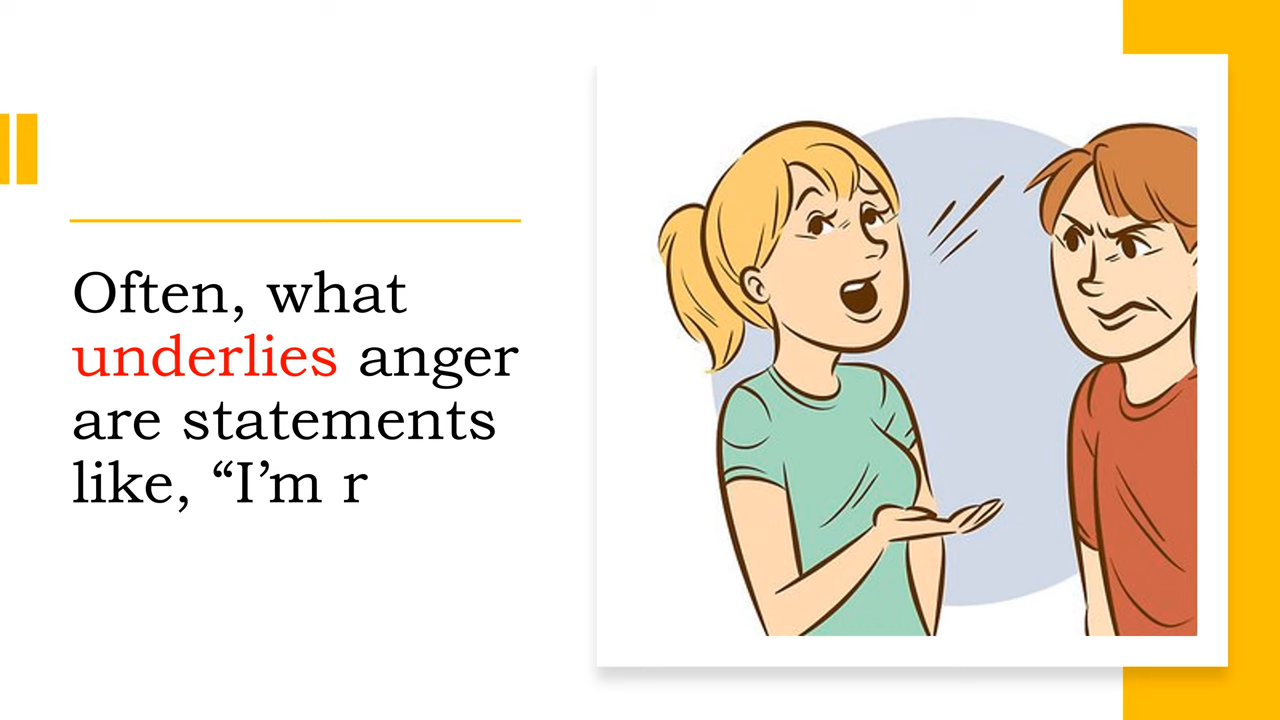 Often, what
underlies anger
are statements
like, “I’m r